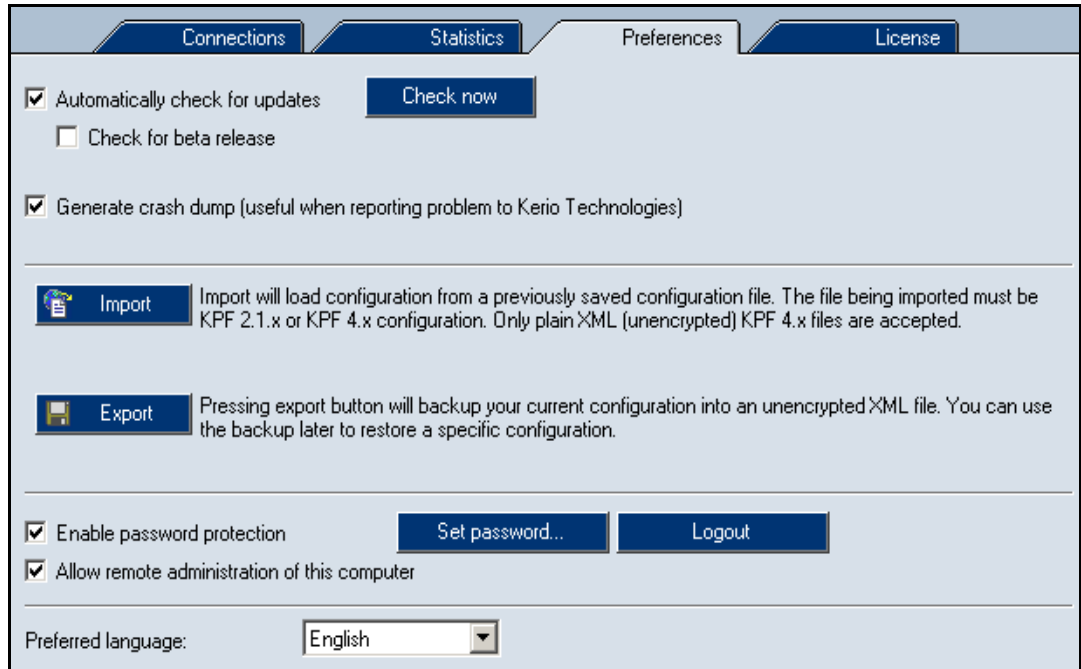 Connections
Statistics
Preferences
License
Automatically check for updates
Check now
Check for beta release
Generate crash dump (useful when reporting problem to Kerio Technologies)
Import
Import will load configuration from a previously saved configuration file. The file being imported must be
KPF 2.1.x or KPF 4.x configuration. Only plain XML (unencrypted) KPF 4.x files are accepted.
Export
Pressing export button will backup your current configuration into an unencrypted XML file. You can use
the backup later to restore a specific configuration.
Enable password protection
Set password...
Logout
Allow remote administration of this computer
Preferred language:
English